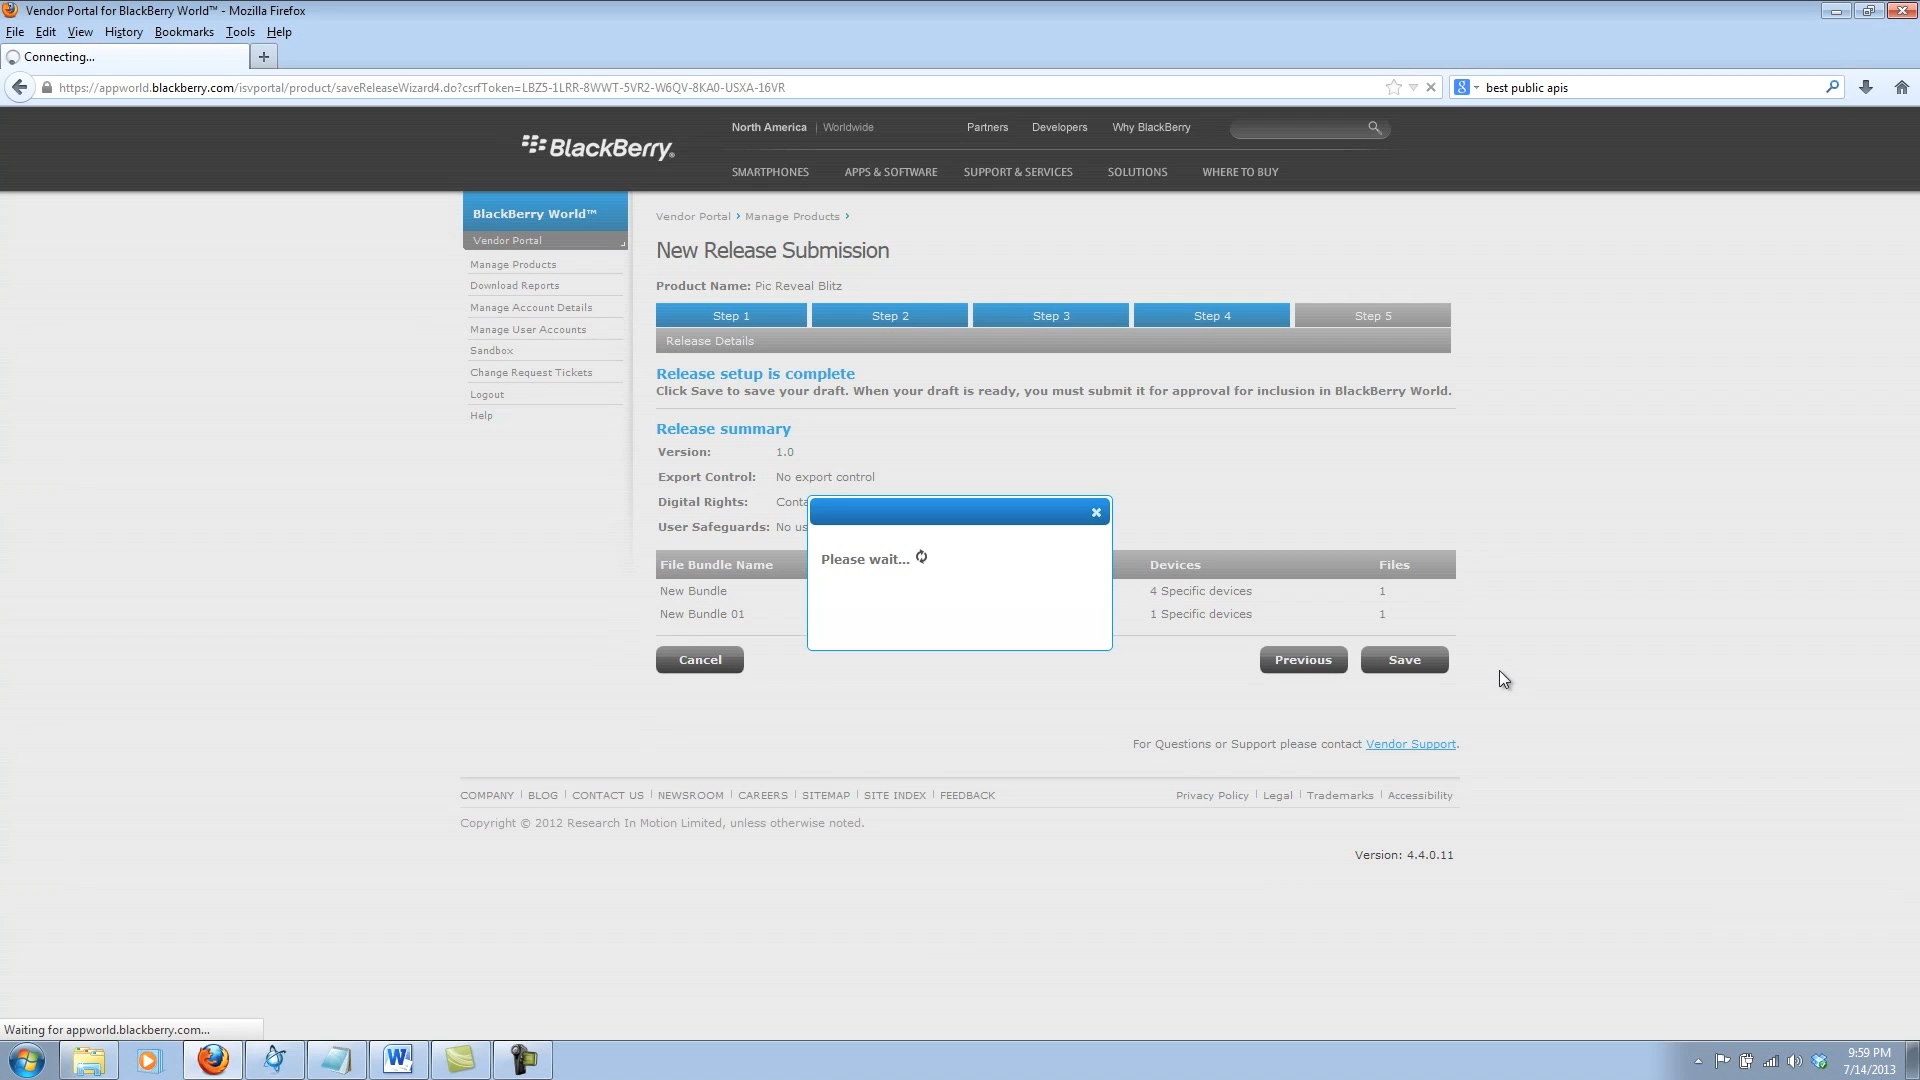 Vendor Portal for BlackBerry World™ - Mozilla Firefox
File Edit View History Bookmarks Tools Help
Connecting...
https://appworld.blackberry.com/isvportal/product/saveReleaseWizard4.do?csrfToken=LBZ5-1LRR-8WWT-5VR2-W6QV-8KA0-USXA-16VR
best public apis
BlackBerry
North America | Worldwide Partners Developers Why BlackBerry
SMARTPHONES APPS & SOFTWARE SUPPORT & SERVICES SOLUTIONS WHERE TO BUY
BlackBerry World™
Vendor Portal
Manage Products
Download Reports
Manage Account Details
Manage User Accounts
Sandbox
Change Request Tickets
Logout
Help
Vendor Portal › Manage Products ›
New Release Submission
Product Name: Pic Reveal Blitz
Step 1 Step 2 Step 3 Step 4 Step 5
Release Details
Release setup is complete
Click Save to save your draft. When your draft is ready, you must submit it for approval for inclusion in BlackBerry World.
Release summary
Version: 1.0
Export Control: No export control
Digital Rights: Conta
User Safeguards: No us
Please wait...
File Bundle Name Devices Files
New Bundle 4 Specific devices 1
New Bundle 01 1 Specific devices 1
Cancel Previous Save
For Questions or Support please contact Vendor Support.
COMPANY | BLOG | CONTACT US | NEWSROOM | CAREERS | SITEMAP | SITE INDEX | FEEDBACK
Privacy Policy | Legal | Trademarks | Accessibility
Copyright © 2012 Research In Motion Limited, unless otherwise noted.
Version: 4.4.0.11
Waiting for appworld.blackberry.com...
9:59 PM
7/14/2013